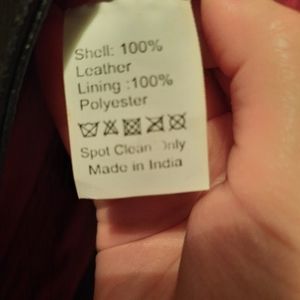 Shell: 100%
Leather
Lining :100%
Polyester
Spot Clean Only
Made in India